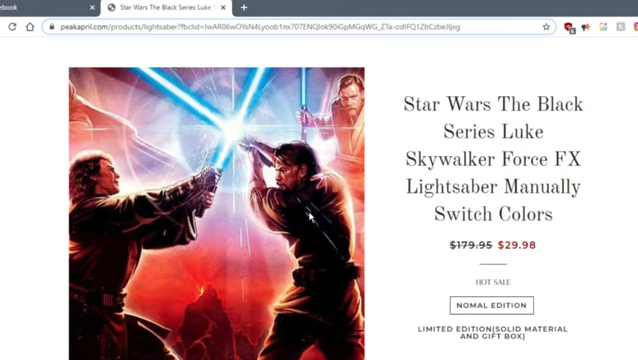 ebook
Star Wars The Black Series Luke
peakapril.com/products/lightsaber?fbclid=
Star Wars The Black
Series Luke
Skywalker Force FX
Lightsaber Manually
Switch Colors
$179.95 $29.98
HOT SALE
NOMAL EDITION
LIMITED EDITION(SOLID MATERIAL
AND GIFT BOX)